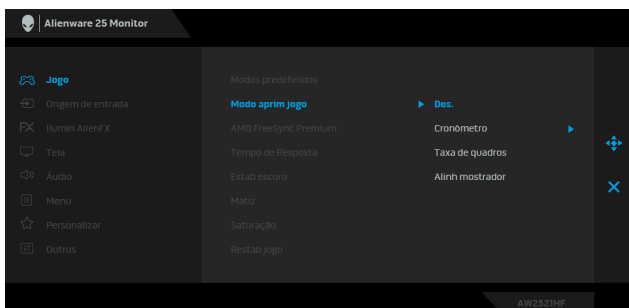 Alienware 25 Monitor
Jogo
Origem de entrada
FX Ilumin AlienFX
Tela
Áudio
Menu
Personalizar
Outros
Modos predefinidos
Modo aprim jogo
AMD FreeSync Premium
Tempo de Resposta
Estab escuro
Matiz
Saturação
Restab jogo
Des.
Cronômetro
Taxa de quadros
Alinh mostrador
AW2521HF